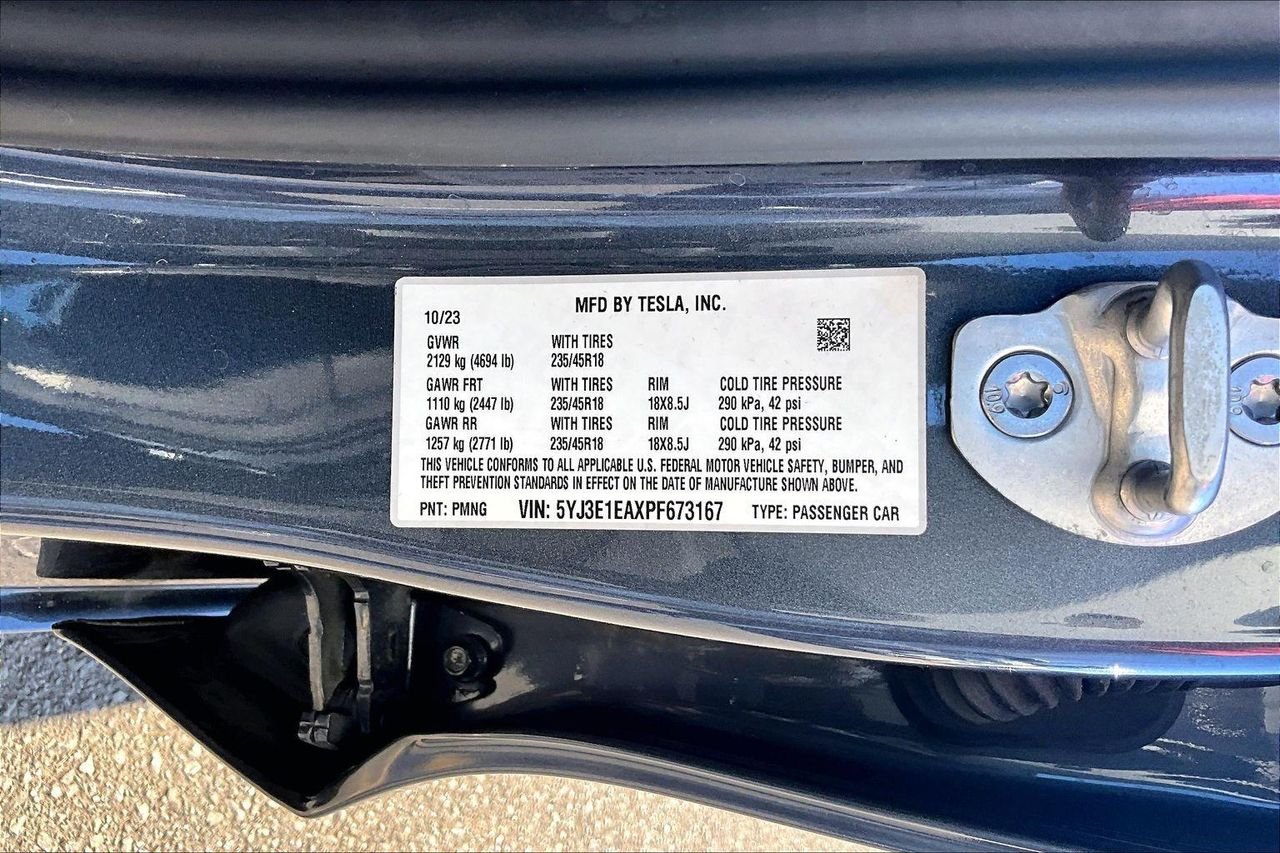 MFD BY TESLA, INC.
10/23
GVWR WITH TIRES
2129 kg (4694 lb) 235/45R18
GAWR FRT WITH TIRES RIM COLD TIRE PRESSURE
1110 kg (2447 lb) 235/45R18 18X8.5J 290 kPa, 42 psi
GAWR RR WITH TIRES RIM COLD TIRE PRESSURE
1257 kg (2771 lb) 235/45R18 18X8.5J 290 kPa, 42 psi
THIS VEHICLE CONFORMS TO ALL APPLICABLE U.S. FEDERAL MOTOR VEHICLE SAFETY, BUMPER, AND
THEFT PREVENTION STANDARDS IN EFFECT ON THE DATE OF MANUFACTURE SHOWN ABOVE.
PNT: PMNG VIN: 5YJ3E1EAXPF673167 TYPE: PASSENGER CAR
10.9